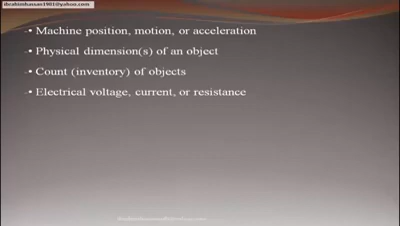 ibrahimhassan1981@yahoo.com
-• Machine position, motion, or acceleration
-• Physical dimension(s) of an object
-• Count (inventory) of objects
-• Electrical voltage, current, or resistance